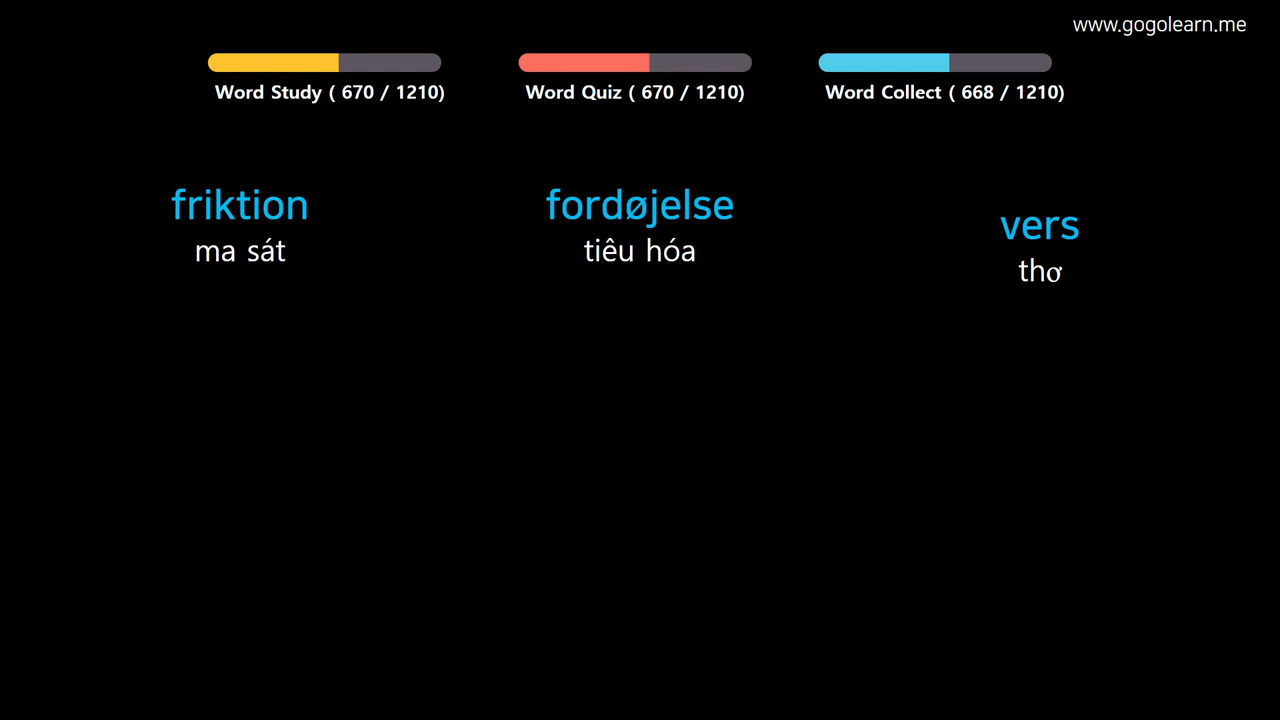 www.gogolearn.me
Word Study ( 670 / 1210)
Word Quiz ( 670 / 1210)
Word Collect ( 668 / 1210)
friktion
ma sát
fordøjelse
tiêu hóa
vers
thơ